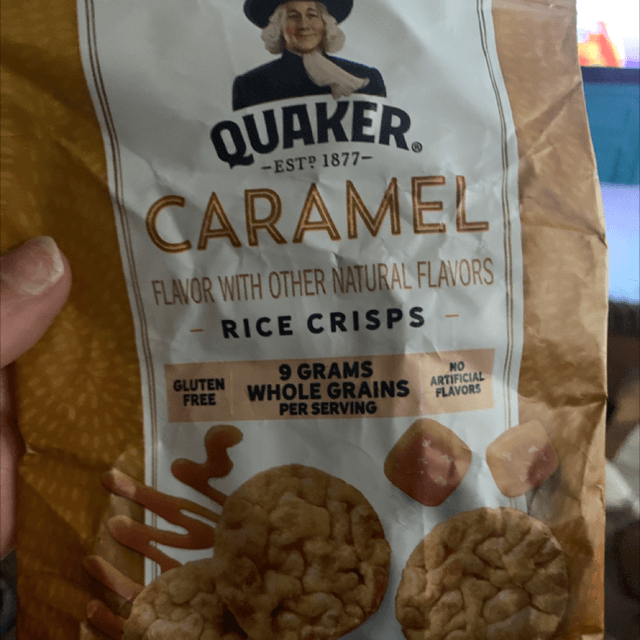 QUAKER®
-ESTD 1877-
CARAMEL
FLAVOR WITH OTHER NATURAL FLAVORS
- RICE CRISPS -
GLUTEN
FREE
9 GRAMS
WHOLE GRAINS
PER SERVING
NO
ARTIFICIAL
FLAVORS